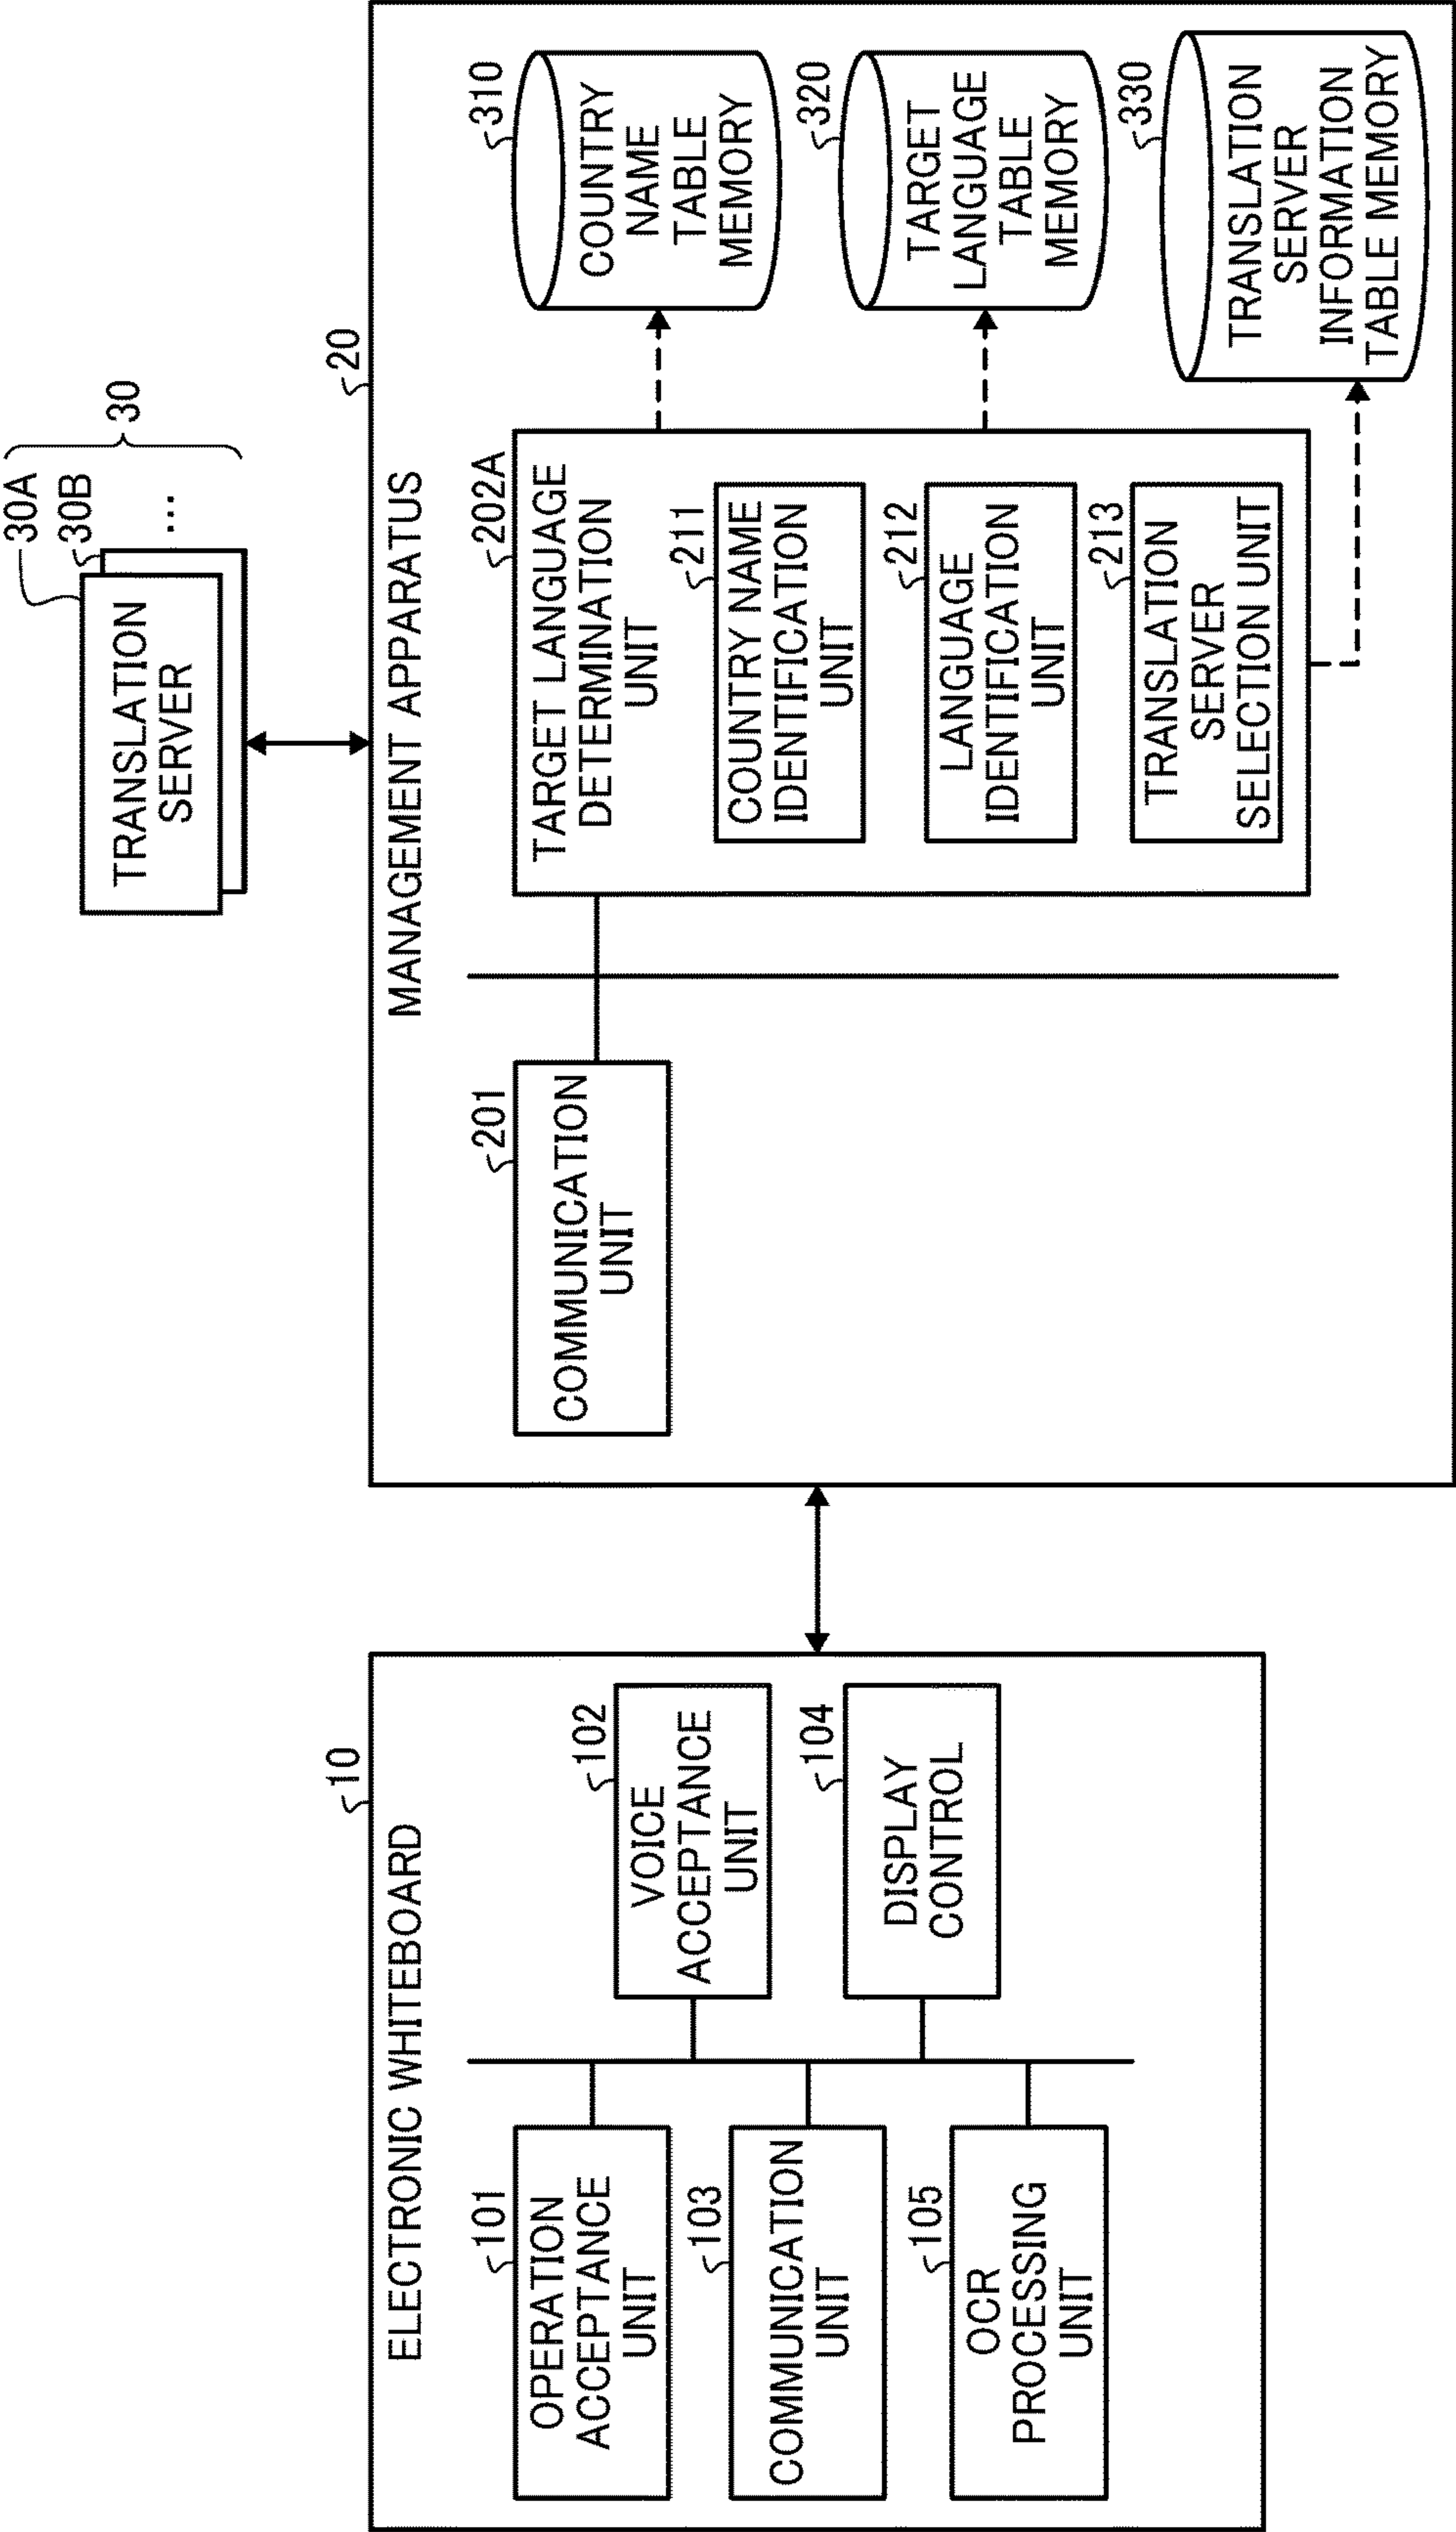 30A
30B
...
30
TRANSLATION
SERVER
20
MANAGEMENT APPARATUS
201
COMMUNICATION
UNIT
202A
TARGET LANGUAGE
DETERMINATION
UNIT
211
COUNTRY NAME
IDENTIFICATION
UNIT
212
LANGUAGE
IDENTIFICATION
UNIT
213
TRANSLATION
SERVER
SELECTION UNIT
310
COUNTRY
NAME
TABLE
MEMORY
320
TARGET
LANGUAGE
TABLE
MEMORY
330
TRANSLATION
SERVER
INFORMATION
TABLE MEMORY
10
ELECTRONIC WHITEBOARD
101
OPERATION
ACCEPTANCE
UNIT
102
VOICE
ACCEPTANCE
UNIT
103
COMMUNICATION
UNIT
104
DISPLAY
CONTROL
105
OCR
PROCESSING
UNIT